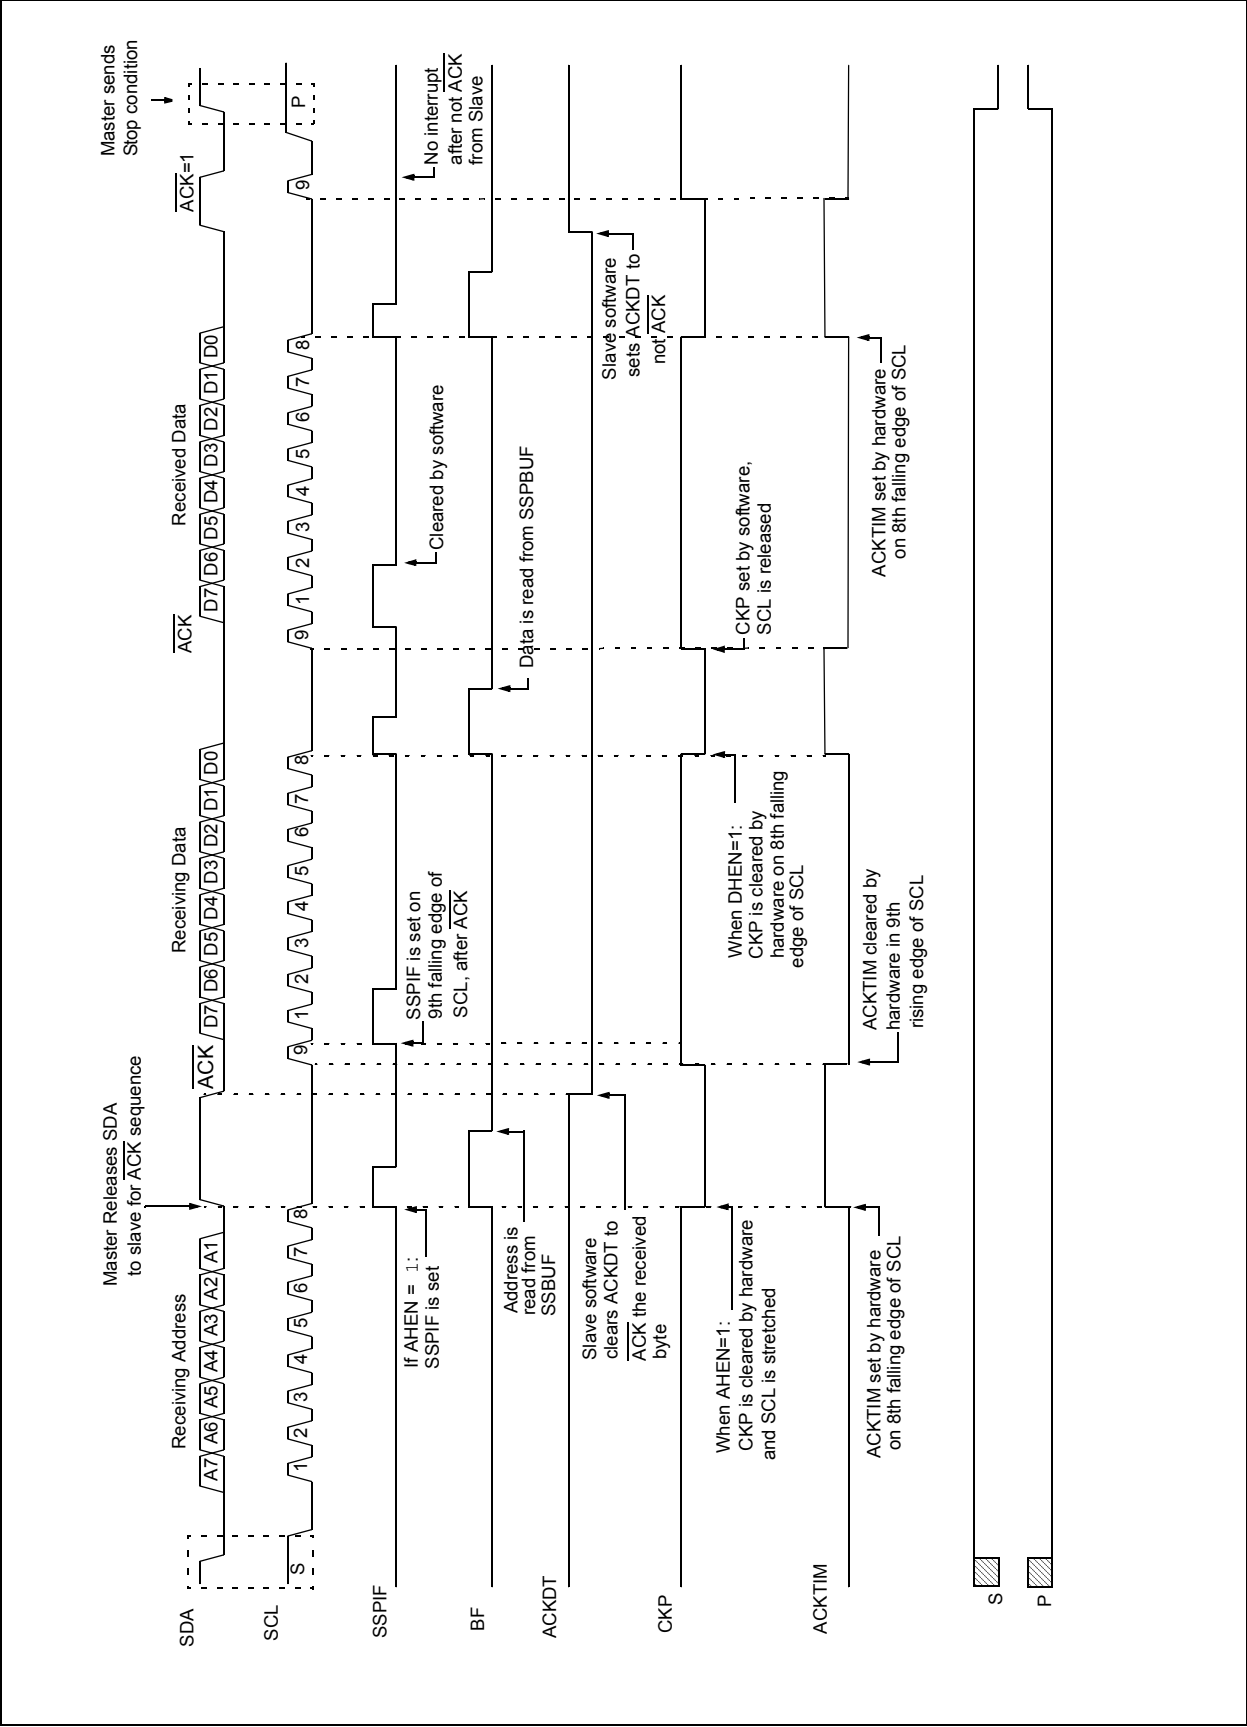 Master Releases SDA
to slave for ACK sequence
Master sends
Stop condition
Receiving Address
Receiving Data
Received Data
ACK
ACK
ACK=1
SDA
A7 A6 A5 A4 A3 A2 A1
D7 D6 D5 D4 D3 D2 D1 D0
D7 D6 D5 D4 D3 D2 D1 D0
SCL
S 1 2 3 4 5 6 7 8 9 1 2 3 4 5 6 7 8 9 1 2 3 4 5 6 7 8 9 P
SSPIF
If AHEN = 1:
SSPIF is set
SSPIF is set on
9th falling edge of
SCL, after ACK
Cleared by software
No interrupt
after not ACK
from Slave
BF
Address is
read from
SSBUF
Data is read from SSPBUF
ACKDT
Slave software
clears ACKDT to
ACK the received
byte
Slave software
sets ACKDT to
not ACK
CKP
When AHEN=1:
CKP is cleared by hardware
and SCL is stretched
When DHEN=1:
CKP is cleared by
hardware on 8th falling
edge of SCL
CKP set by software,
SCL is released
ACKTIM
ACKTIM set by hardware
on 8th falling edge of SCL
ACKTIM cleared by
hardware in 9th
rising edge of SCL
ACKTIM set by hardware
on 8th falling edge of SCL
S
P